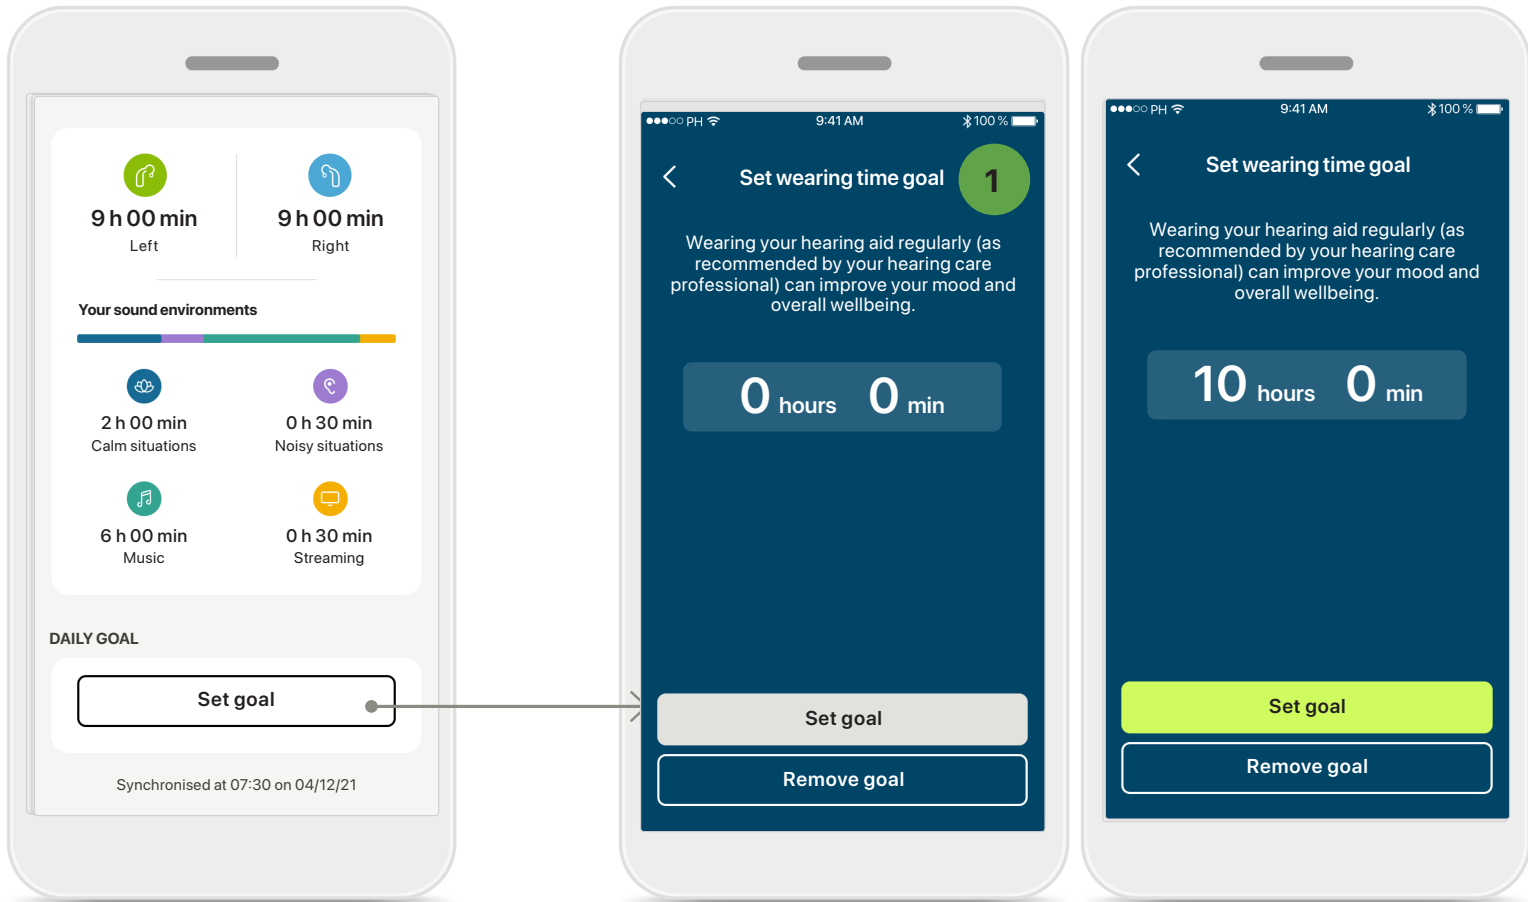 9 h 00 min
Left
9 h 00 min
Right
Your sound environments
2 h 00 min
Calm situations
0 h 30 min
Noisy situations
6 h 00 min
Music
0 h 30 min
Streaming
DAILY GOAL
Set goal
Synchronised at 07:30 on 04/12/21
PH 9:41 AM 100 %
Set wearing time goal
1
Wearing your hearing aid regularly (as
recommended by your hearing care
professional) can improve your mood and
overall wellbeing.
0 hours 0 min
Set goal
Remove goal
PH 9:41 AM 100 %
Set wearing time goal
Wearing your hearing aid regularly (as
recommended by your hearing care
professional) can improve your mood and
overall wellbeing.
10 hours 0 min
Set goal
Remove goal